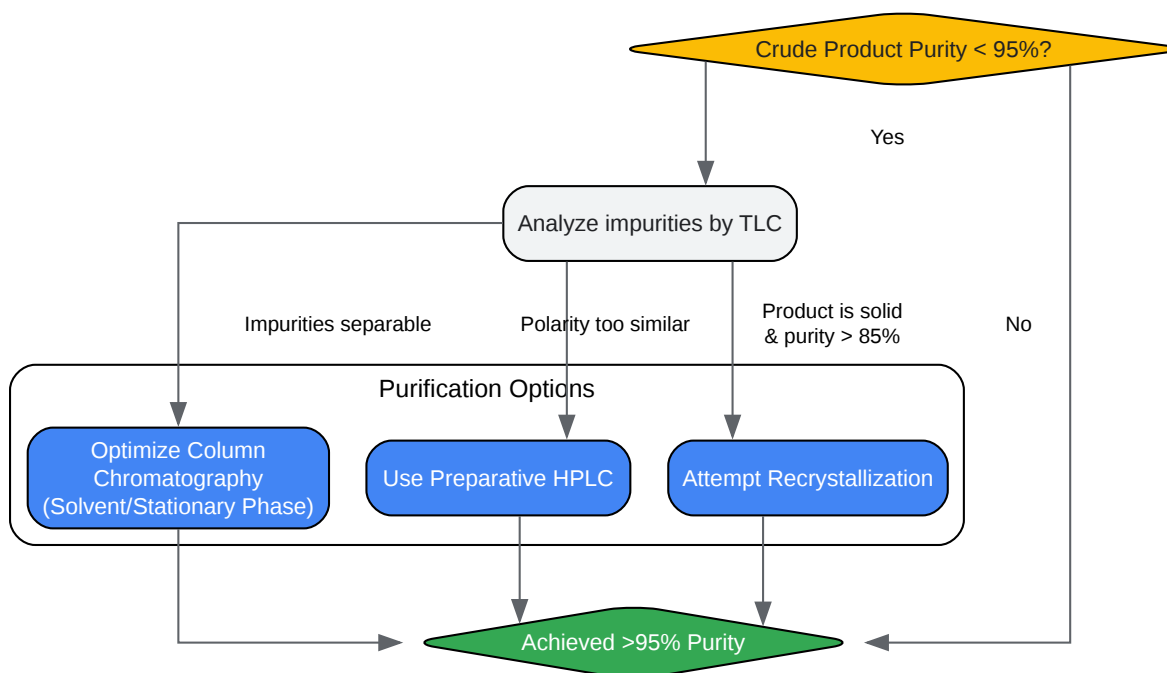 Crude Product Purity < 95%?
Yes
Analyze impurities by TLC
Impurities separable
Polarity too similar
Product is solid
& purity > 85%
No
Purification Options
Optimize Column
Chromatography
(Solvent/Stationary Phase)
Use Preparative HPLC
Attempt Recrystallization
Achieved >95% Purity